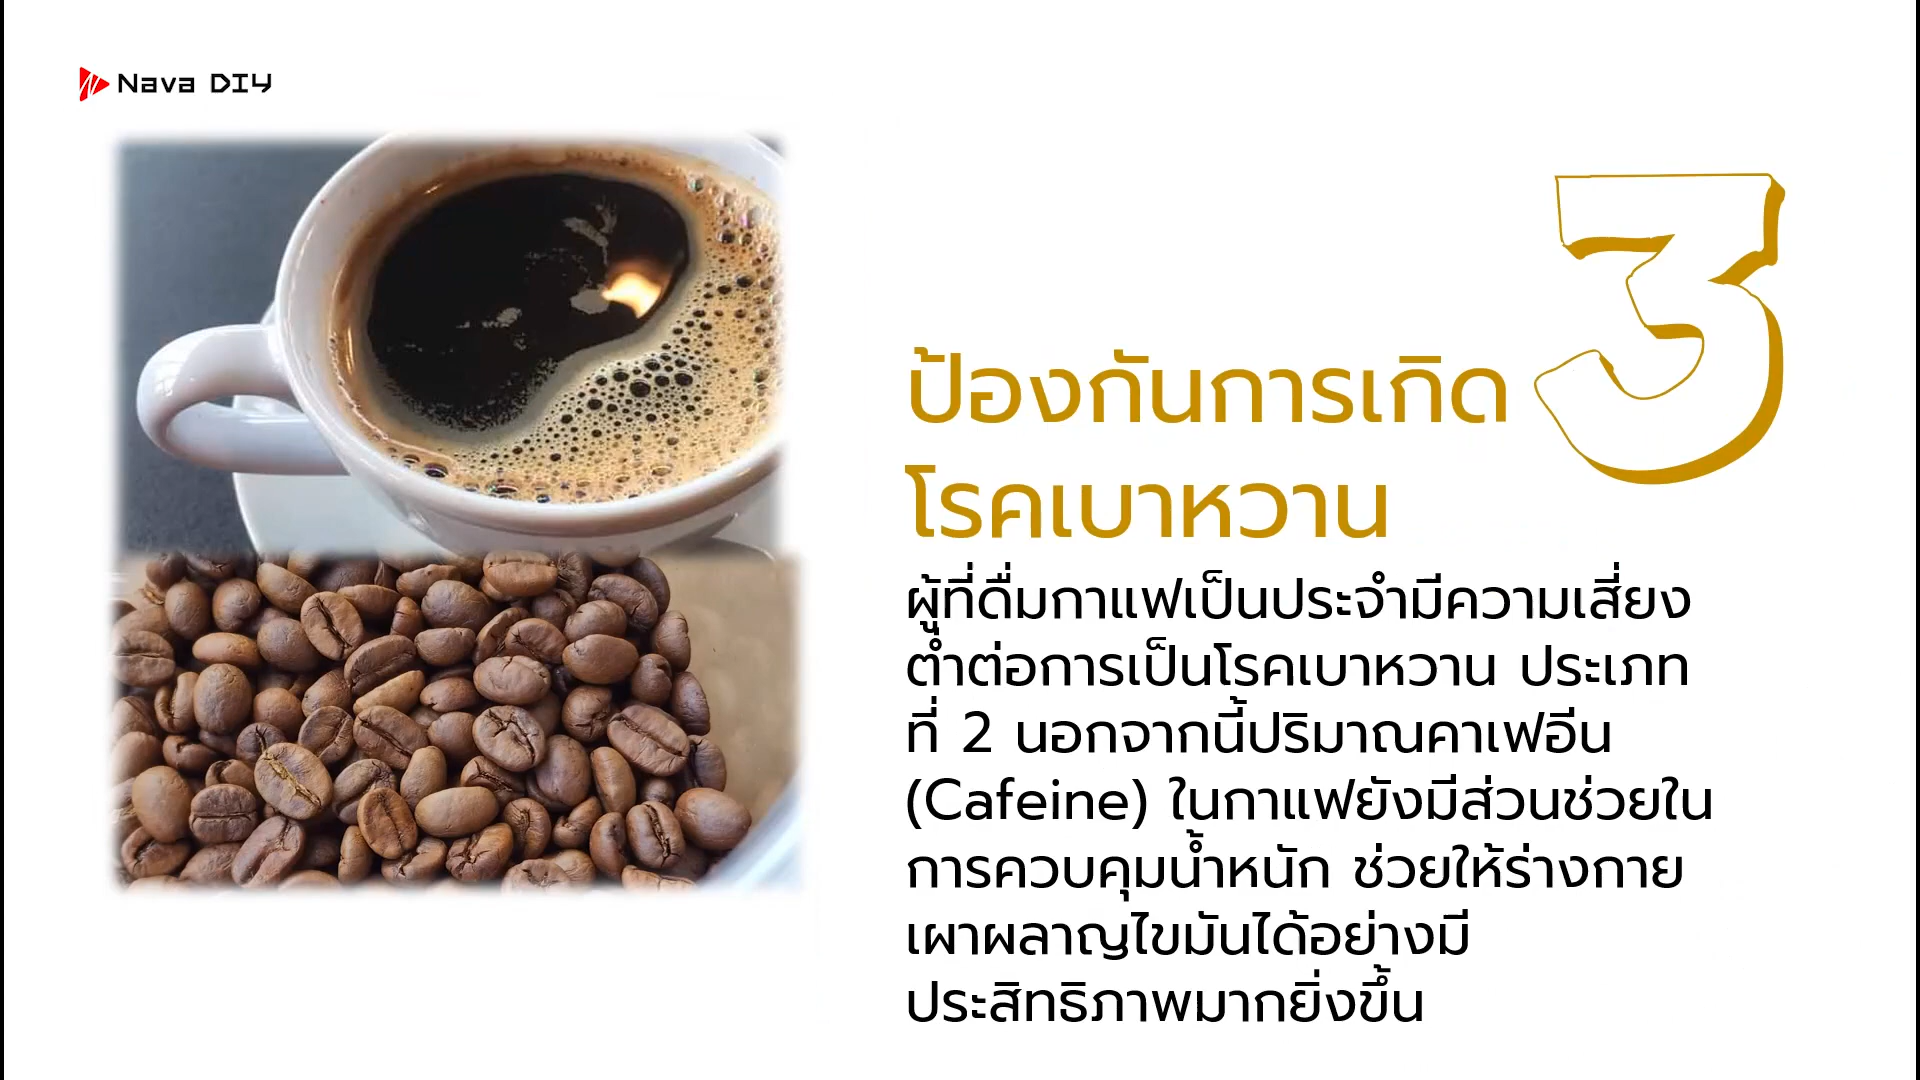 Nava DIY
3
ป้องกันการเกิด
โรคเบาหวาน
ผู้ที่ดื่มกาแฟเป็นประจำมีความเสี่ยง
ต่ำต่อการเป็นโรคเบาหวาน ประเภท
ที่ 2 นอกจากนี้ปริมาณคาเฟอีน
(Cafeine) ในกาแฟยังมีส่วนช่วยใน
การควบคุมน้ำหนัก ช่วยให้ร่างกาย
เผาผลาญไขมันได้อย่างมี
ประสิทธิภาพมากยิ่งขึ้น